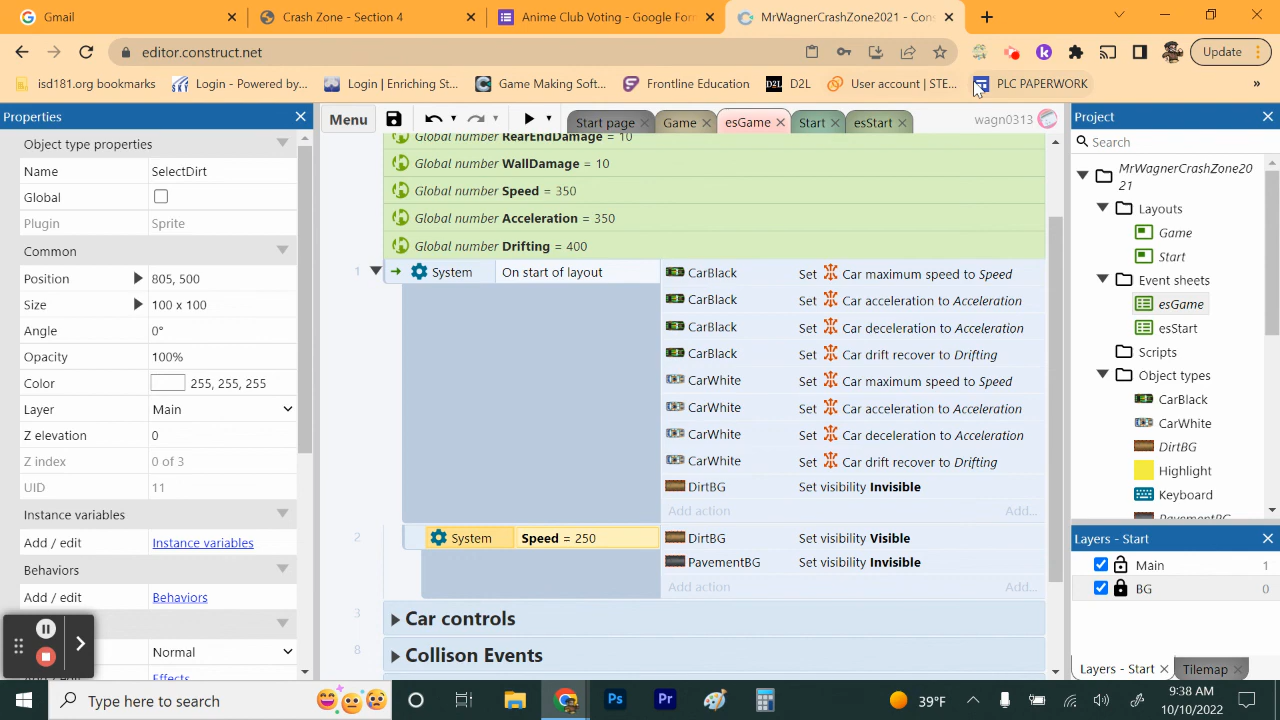 Gmail
Crash Zone - Section 4
Anime Club Voting - Google For
MrWagnerCrashZone2021 - Cons
editor.construct.net
Update
isd181.org bookmarks
Login - Powered by...
Login | Enriching St...
Game Making Soft...
Frontline Education
D2L
D2L
User account | STE...
PLC PAPERWORK
»
Properties
Menu
Start page
Game
esGame
Start
esStart
wagn0313
Project
Object type properties
Name
SelectDirt
Global
Plugin
Sprite
Common
Position
805, 500
Size
100 x 100
Angle
0°
Opacity
100%
Color
255, 255, 255
Layer
Main
Z elevation
0
Z index
0 of 3
UID
11
Instance variables
Add / edit
Instance variables
Behaviors
Add / edit
Behaviors
Normal
Effects
Global number RearEndDamage = 10
Global number WallDamage = 10
Global number Speed = 350
Global number Acceleration = 350
Global number Drifting = 400
1
System
On start of layout
CarBlack Set Car maximum speed to Speed
CarBlack Set Car acceleration to Acceleration
CarBlack Set Car deceleration to Acceleration
CarBlack Set Car drift recover to Drifting
CarWhite Set Car maximum speed to Speed
CarWhite Set Car acceleration to Acceleration
CarWhite Set Car deceleration to Acceleration
CarWhite Set Car drift recover to Drifting
DirtBG Set visibility Invisible
Add action Add...
2
System
Speed = 250
DirtBG Set visibility Visible
PavementBG Set visibility Invisible
Add action Add...
3
Car controls
8
Collison Events
Search
MrWagnerCrashZone20
21
Layouts
Game
Start
Event sheets
esGame
esStart
Scripts
Object types
CarBlack
CarWhite
DirtBG
Highlight
Keyboard
PavementBG
Layers - Start
Main 1
BG 0
Layers - Start
Tilemap
Type here to search
Ps
Pr
39°F
9:38 AM
10/10/2022